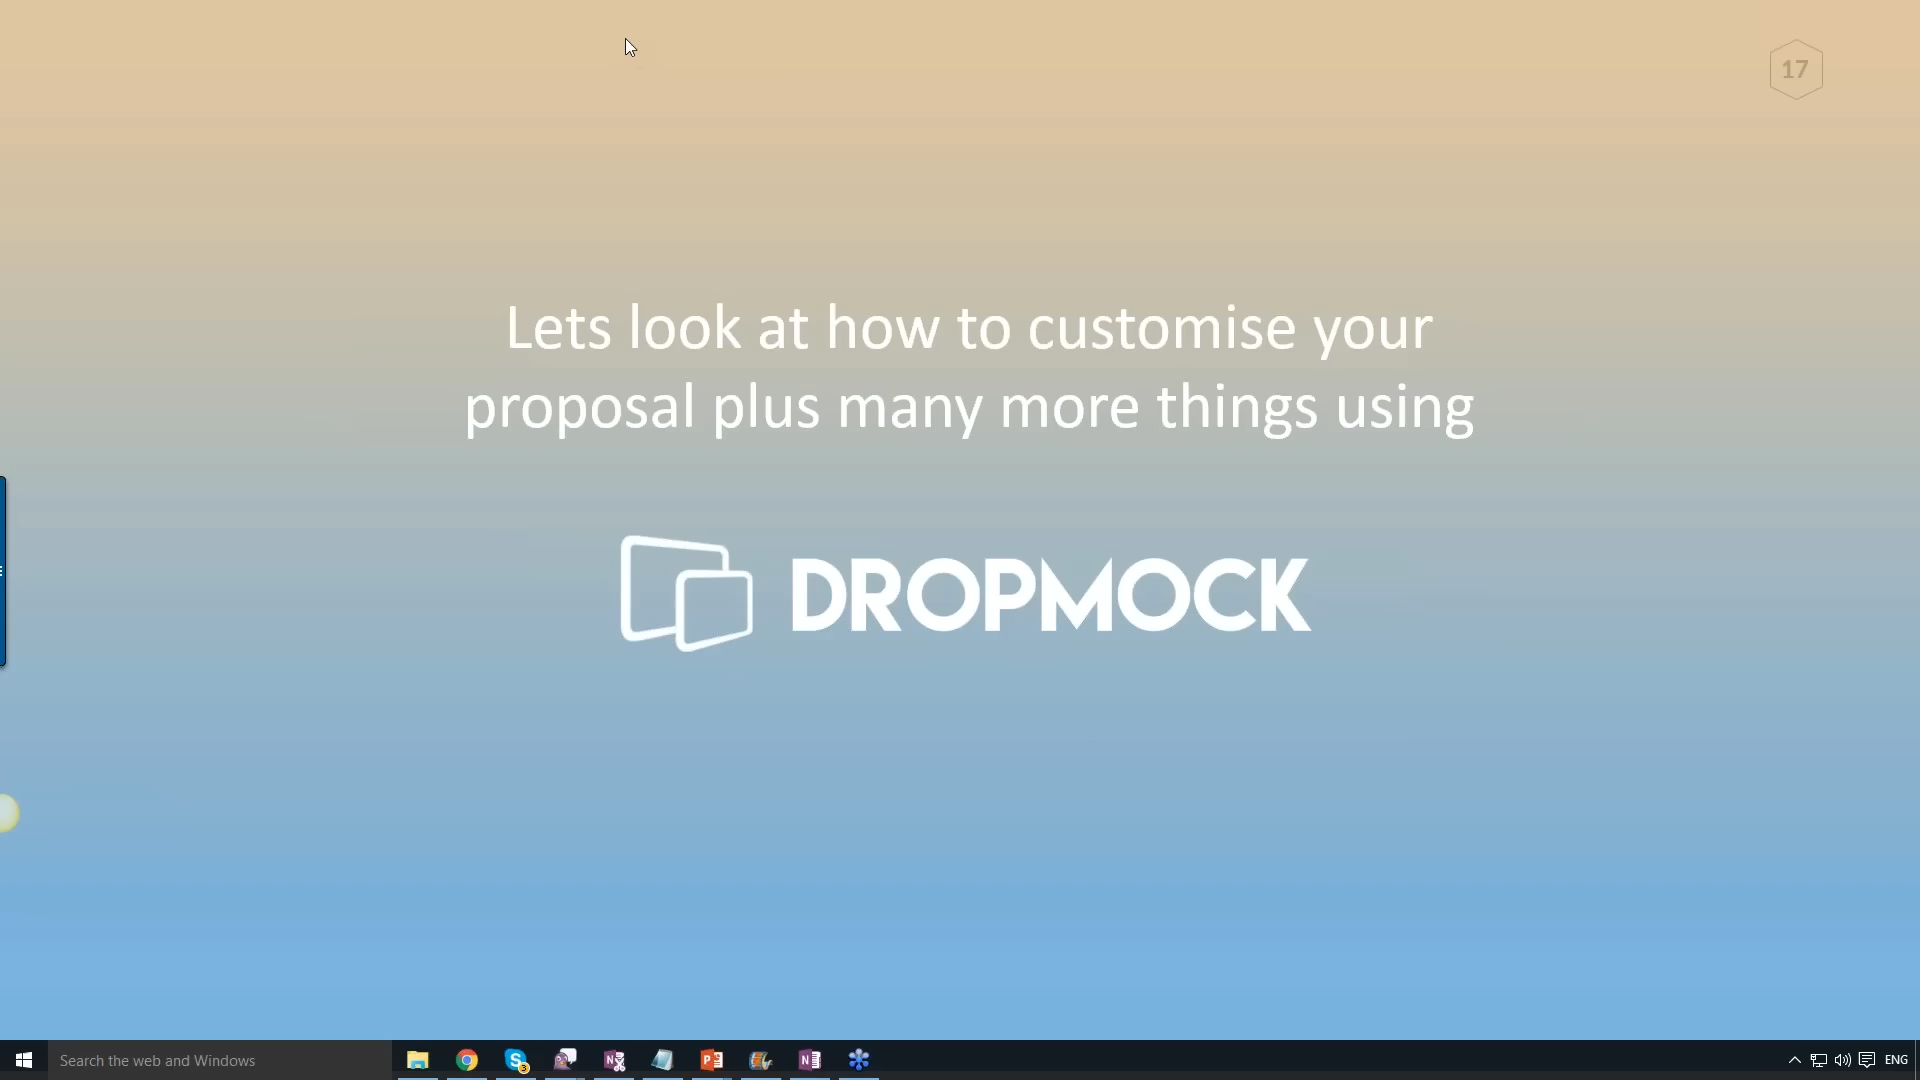 17
Lets look at how to customise your
proposal plus many more things using
DROPMOCK
Search the web and Windows
3
ENG